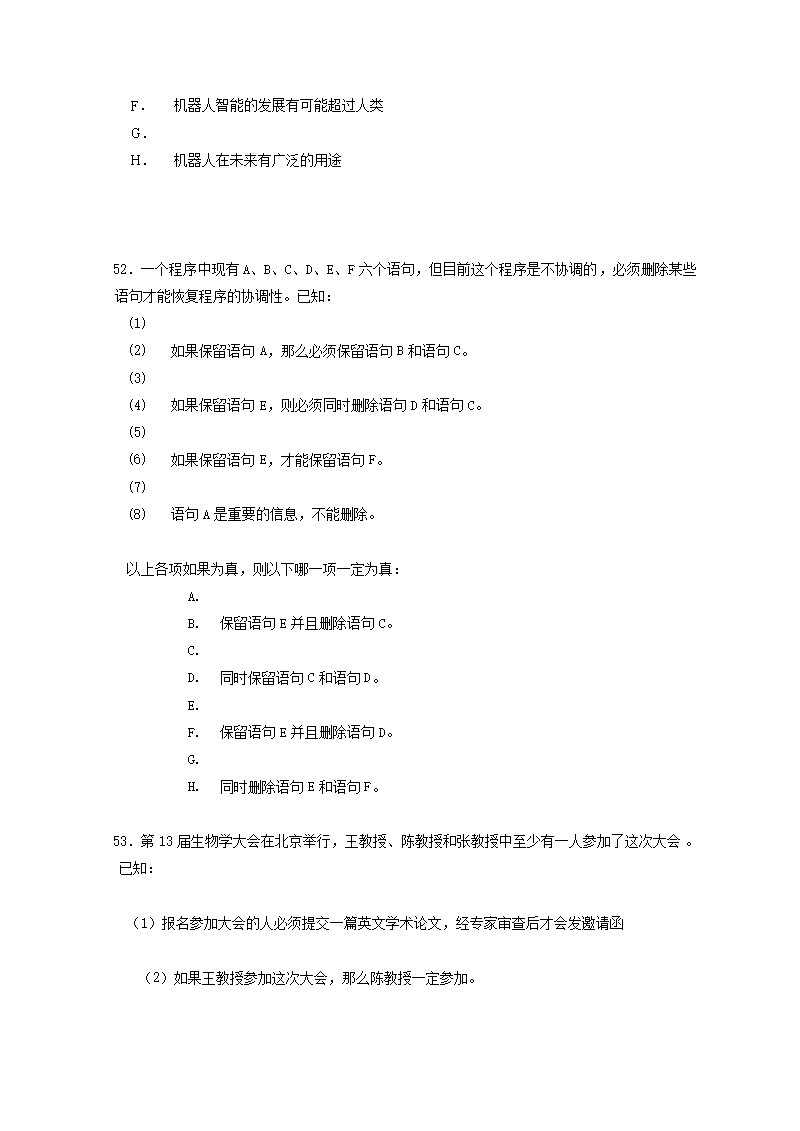 F． 机器人智能的发展有可能超过人类
G．
H． 机器人在未来有广泛的用途
52．一个程序中现有 A、B、C、D、E、F 六个语句，但目前这个程序是不协调的，必须删除某些
语句才能恢复程序的协调性。已知：
(1)
(2) 如果保留语句 A，那么必须保留语句 B 和语句 C。
(3)
(4) 如果保留语句 E，则必须同时删除语句 D 和语句 C。
(5)
(6) 如果保留语句 E，才能保留语句 F。
(7)
(8) 语句 A 是重要的信息，不能删除。
以上各项如果为真，则以下哪一项一定为真：
A.
B. 保留语句 E 并且删除语句 C。
C.
D. 同时保留语句 C 和语句 D。
E.
F. 保留语句 E 并且删除语句 D。
G.
H. 同时删除语句 E 和语句 F。
53．第 13 届生物学大会在北京举行，王教授、陈教授和张教授中至少有一人参加了这次大会 。
已知：
（1）报名参加大会的人必须提交一篇英文学术论文，经专家审查后才会发邀请函
（2）如果王教授参加这次大会，那么陈教授一定参加。